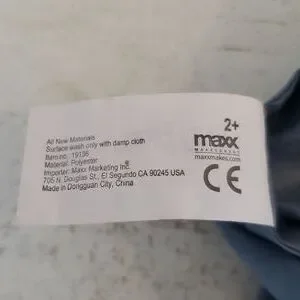 All New Materials
Surface wash only with damp cloth
Item no.: 19136
Material: Polyester
Importer: Maxx Marketing Inc.®
705 N. Douglas St., El Segundo CA 90245 USA
Made in Dongguan City, China
2+
maxx
maxxmakes.com
CE